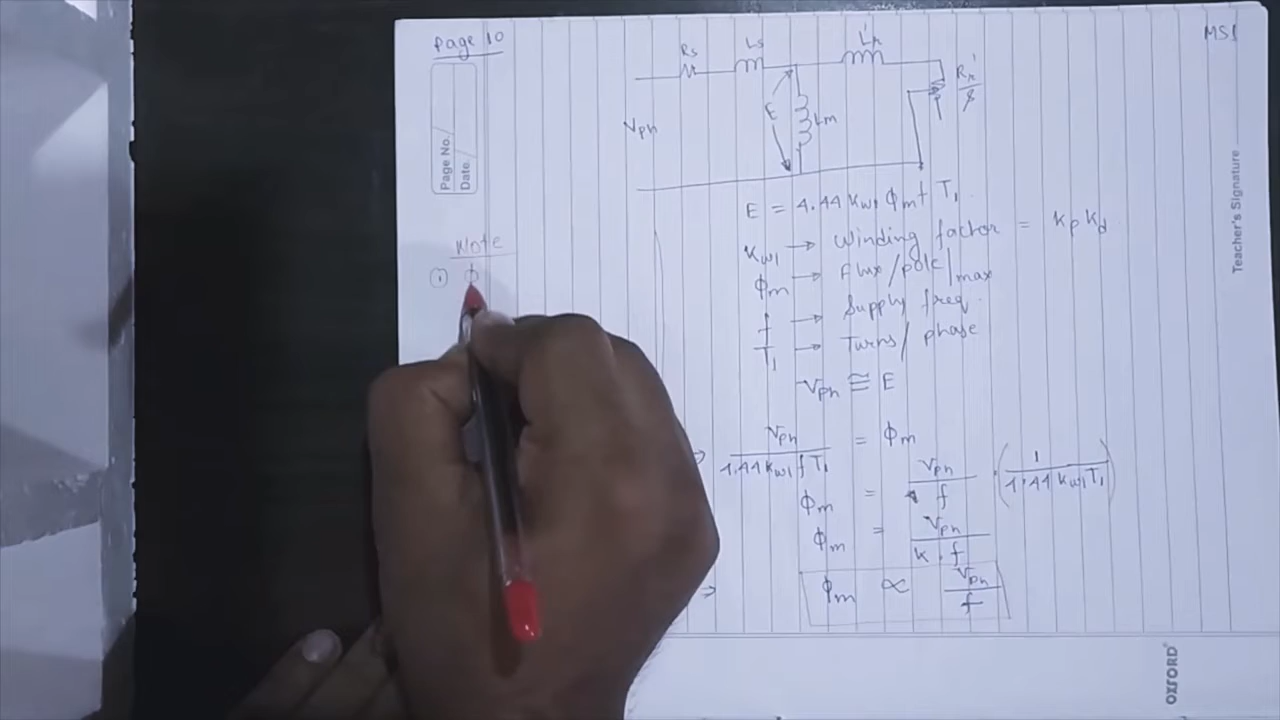 Page 10
MS1
Page No.
Date.
Rs
Ls
Lr'
Rr'
s
Vph
E
Lm
E = 4.44 kw1 ϕm f T1
kw1 → Winding factor = kp kd
ϕm → Flux/pole|max
f → Supply freq.
T1 → Turns/phase
Vph ≅ E
⇒ Vph / 4.44 kw1 f T1 = ϕm
ϕm = Vph / f . (1 / 4.44 kw1 T1)
ϕm = Vph / k . f
⇒ ϕm ∝ Vph / f
Note
① ϕ
Teacher's Signature
OXFORD